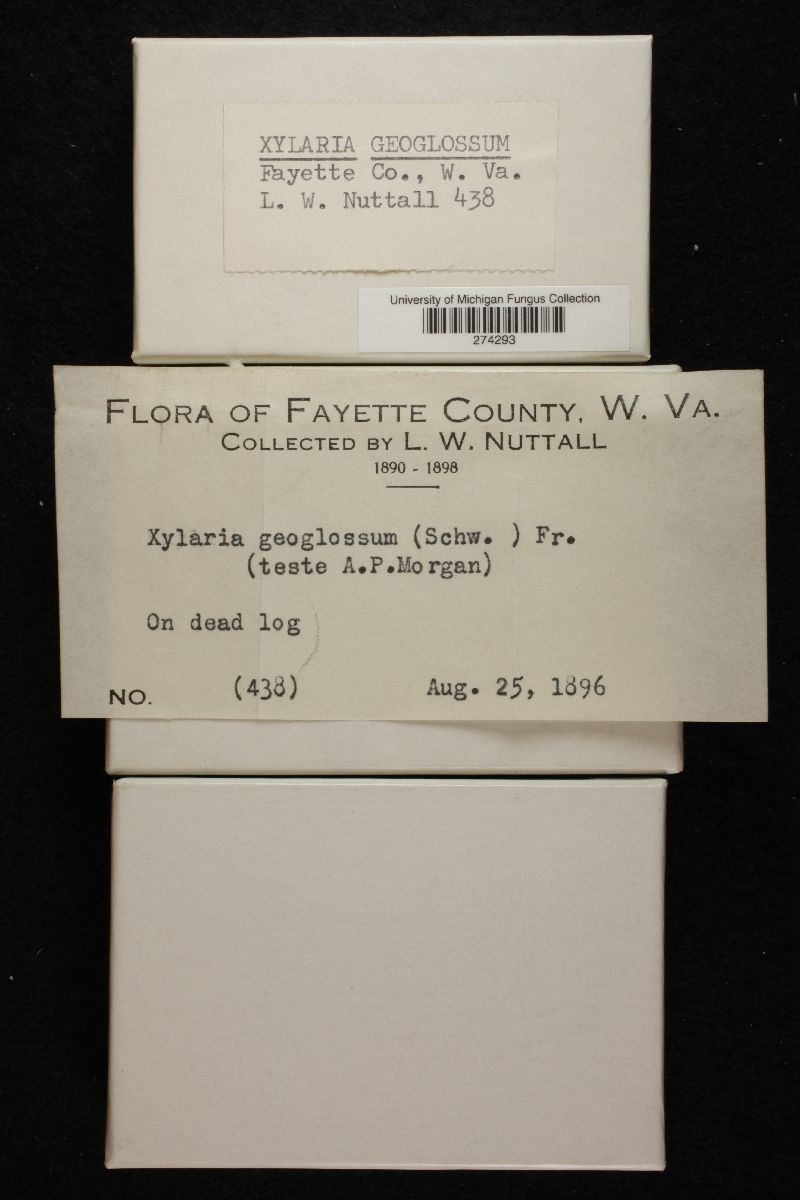 XYLARIA GEOGLOSSUM
Fayette Co., W. Va.
L. W. Nuttall 438
University of Michigan Fungus Collection
274293
FLORA OF FAYETTE COUNTY, W. VA.
COLLECTED BY L. W. NUTTALL
1890 - 1898
Xylaria geoglossum (Schw. ) Fr.
(teste A.P.Morgan)
On dead log
NO. (438) Aug. 25, 1896